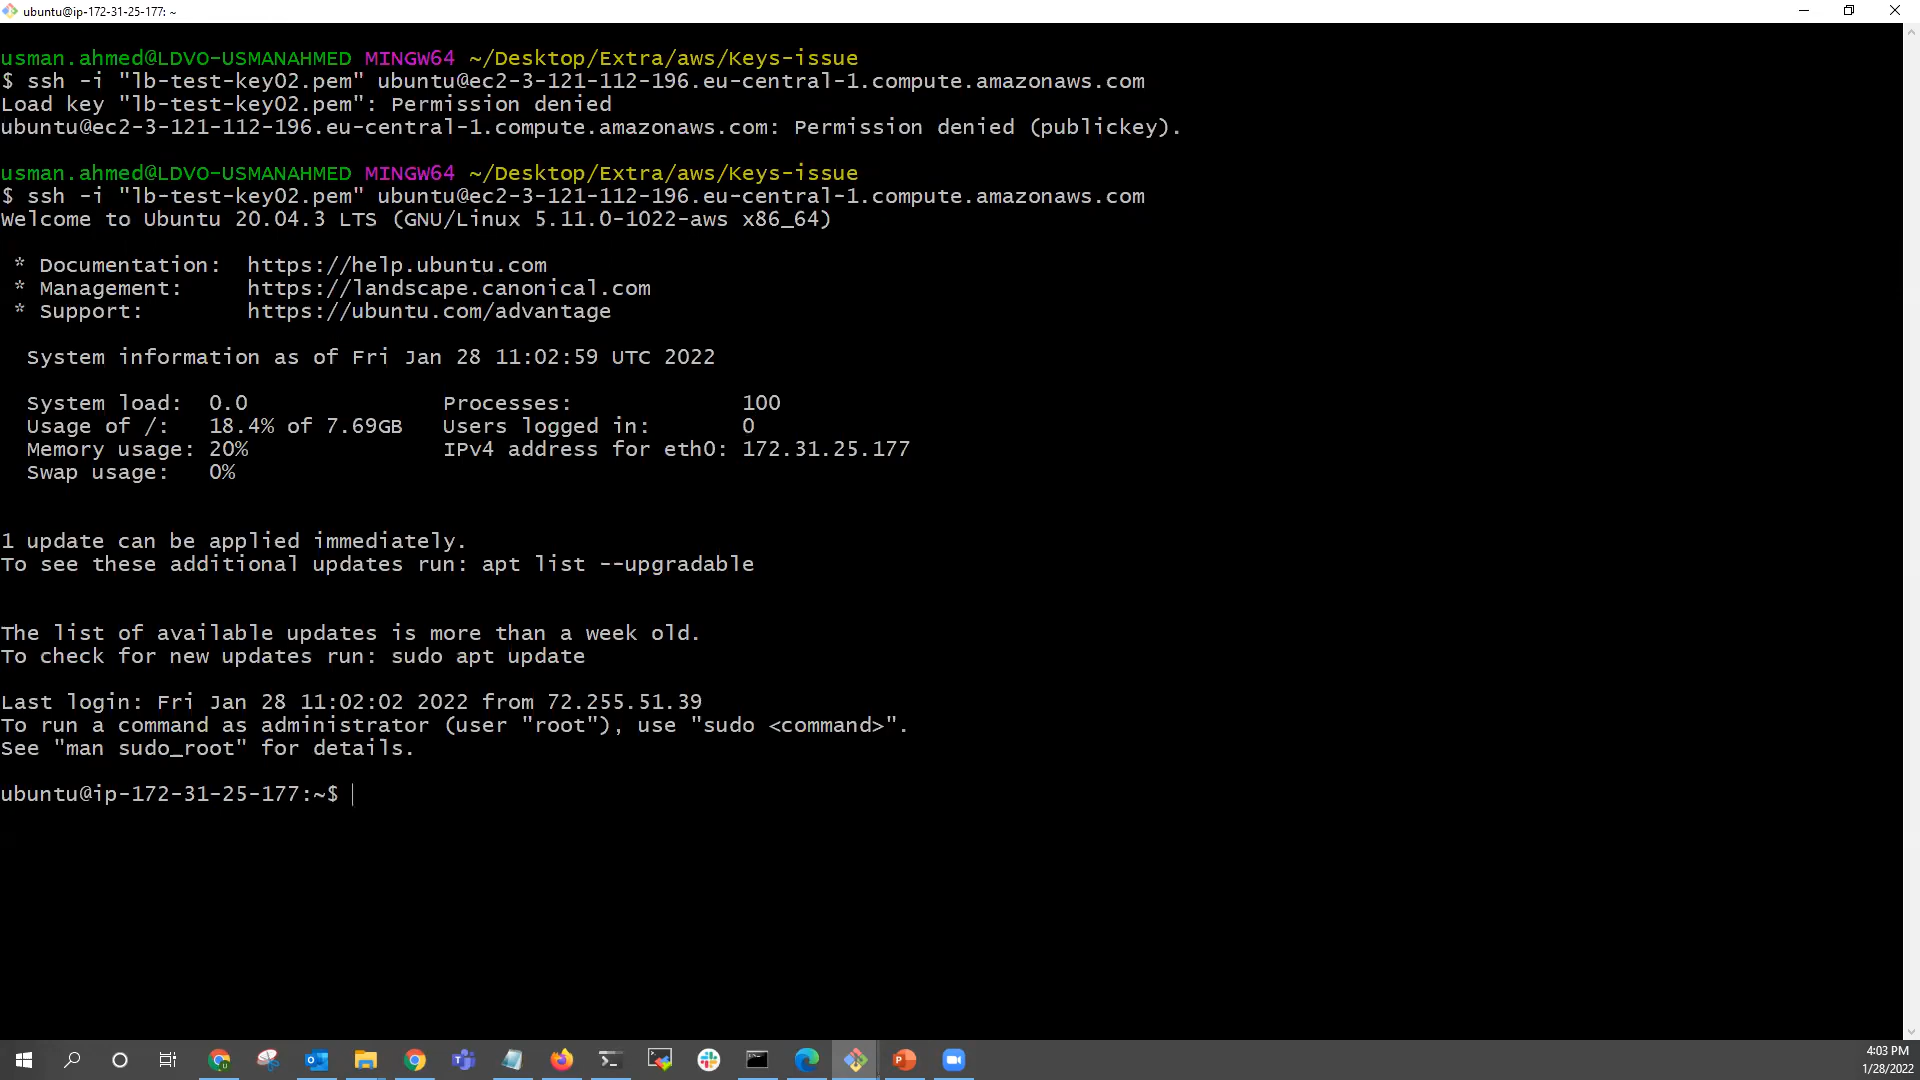 ubuntu@ip-172-31-25-177: ~
usman.ahmed@LDVO-USMANAHMED MINGW64 ~/Desktop/Extra/aws/Keys-issue
$ ssh -i "lb-test-key02.pem" ubuntu@ec2-3-121-112-196.eu-central-1.compute.amazonaws.com
Load key "lb-test-key02.pem": Permission denied
ubuntu@ec2-3-121-112-196.eu-central-1.compute.amazonaws.com: Permission denied (publickey).
usman.ahmed@LDVO-USMANAHMED MINGW64 ~/Desktop/Extra/aws/Keys-issue
$ ssh -i "lb-test-key02.pem" ubuntu@ec2-3-121-112-196.eu-central-1.compute.amazonaws.com
Welcome to Ubuntu 20.04.3 LTS (GNU/Linux 5.11.0-1022-aws x86_64)
* Documentation:  https://help.ubuntu.com
* Management:     https://landscape.canonical.com
* Support:        https://ubuntu.com/advantage
System information as of Fri Jan 28 11:02:59 UTC 2022
System load:  0.0               Processes:             100
Usage of /:   18.4% of 7.69GB   Users logged in:       0
Memory usage: 20%               IPv4 address for eth0: 172.31.25.177
Swap usage:   0%
1 update can be applied immediately.
To see these additional updates run: apt list --upgradable
The list of available updates is more than a week old.
To check for new updates run: sudo apt update
Last login: Fri Jan 28 11:02:02 2022 from 72.255.51.39
To run a command as administrator (user "root"), use "sudo <command>".
See "man sudo_root" for details.
ubuntu@ip-172-31-25-177:~$
4:03 PM
1/28/2022